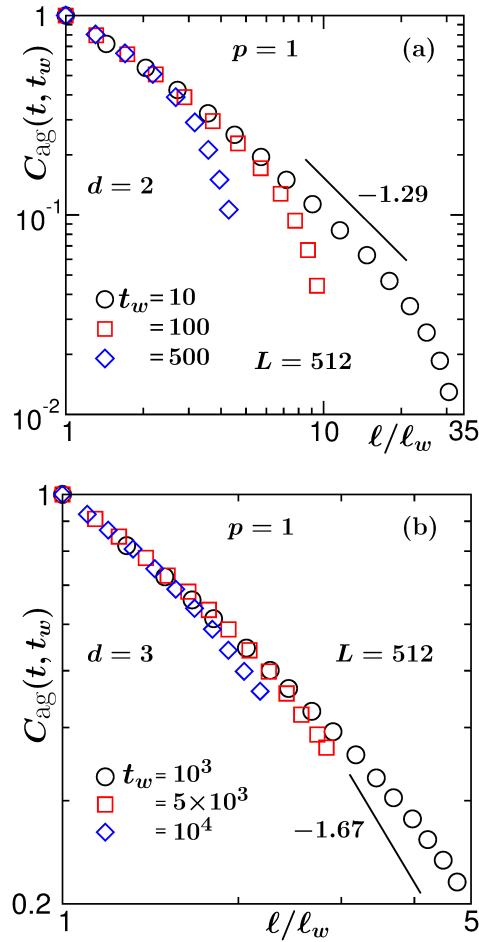 1
p = 1
(a)
C_ag(t, t_w)
d = 2
−1.29
10^-1
t_w = 10
= 100
= 500
L = 512
10^-2
1
10
35
ℓ/ℓ_w
1
p = 1
(b)
C_ag(t, t_w)
d = 3
L = 512
t_w = 10^3
= 5×10^3
= 10^4
−1.67
0.2
1
5
ℓ/ℓ_w